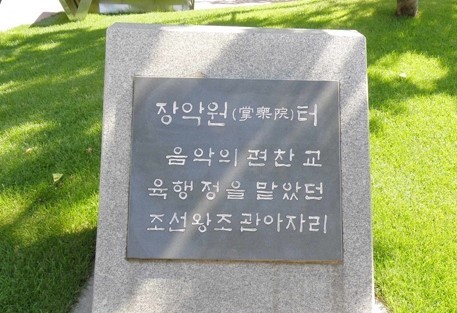 장악원(掌樂院)터
음악의 편찬 교
육행정을 맡았던
조선왕조 관아자리